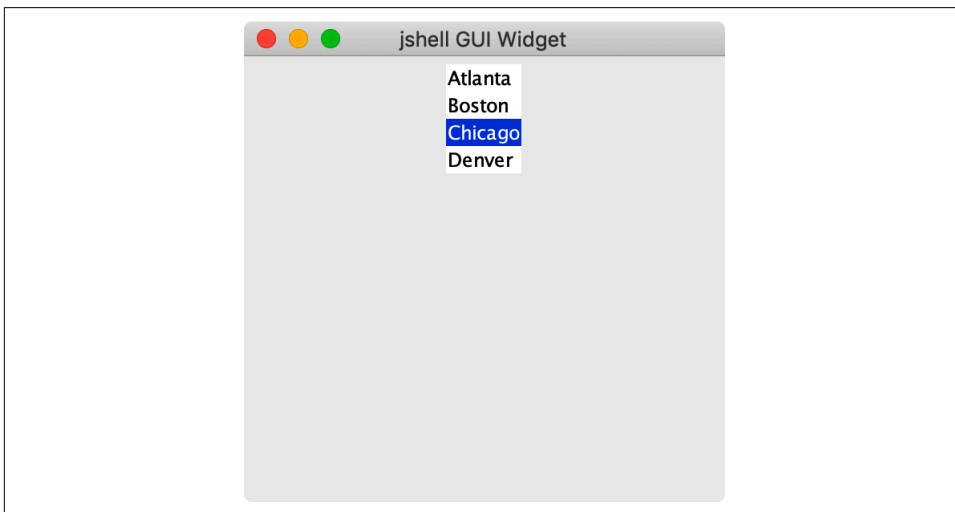 jshell GUI Widget
Atlanta
Boston
Chicago
Denver